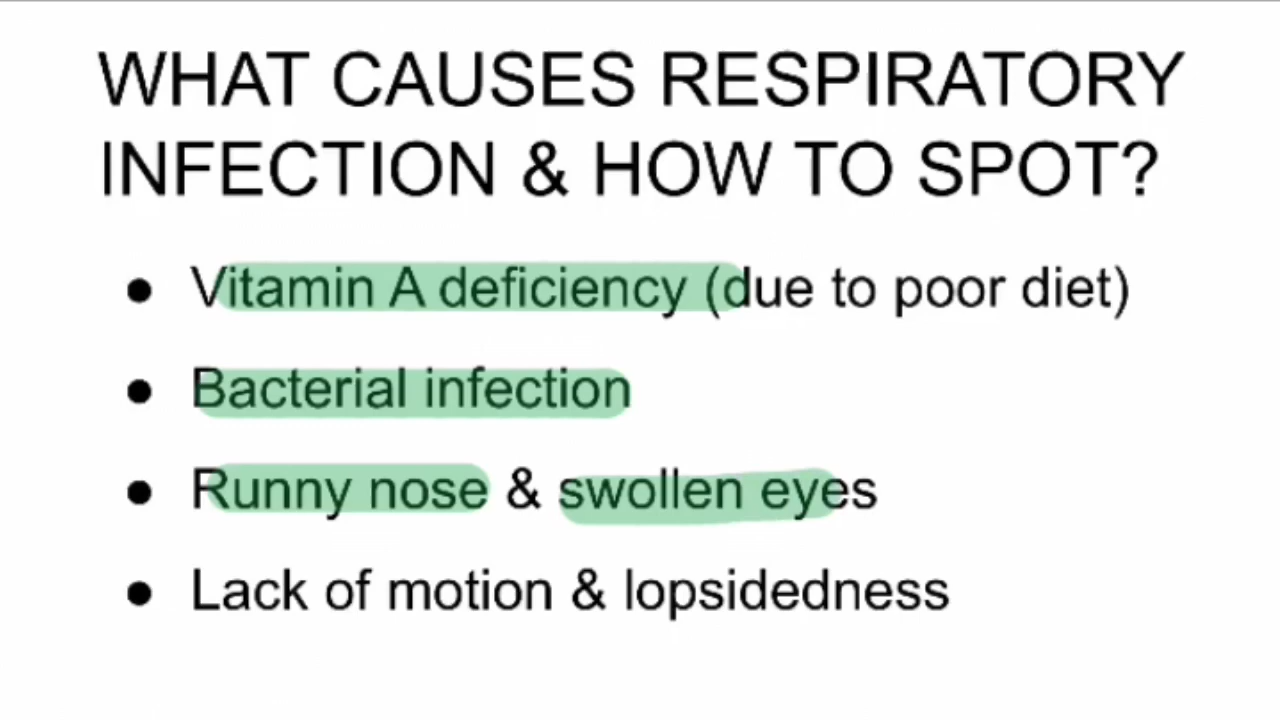 WHAT CAUSES RESPIRATORY
INFECTION & HOW TO SPOT?
● Vitamin A deficiency (due to poor diet)
● Bacterial infection
● Runny nose & swollen eyes
● Lack of motion & lopsidedness